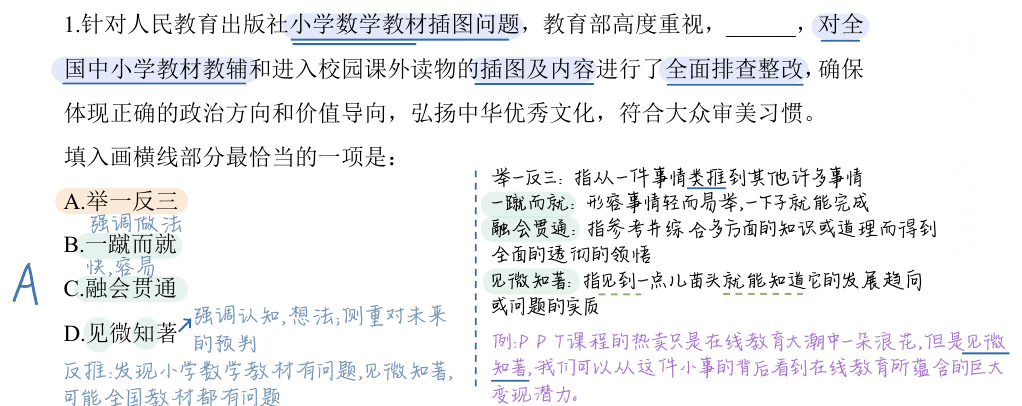 1.针对人民教育出版社小学数学教材插图问题，教育部高度重视，______，对全
国中小学教材教辅和进入校园课外读物的插图及内容进行了全面排查整改，确保
体现正确的政治方向和价值导向，弘扬中华优秀文化，符合大众审美习惯。
填入画横线部分最恰当的一项是：
A.举一反三
强调做法
B.一蹴而就
快,容易
C.融会贯通
D.见微知著
强调认知,想法;侧重对未来
的预判
反推:发现小学数学教材有问题,见微知著,
可能全国教材都有问题
A
举一反三：指从一件事情类推到其他许多事情
一蹴而就：形容事情轻而易举,一下子就能完成
融会贯通：指参考并综合多方面的知识或道理而得到
全面的透彻的领悟
见微知著：指见到一点儿苗头就能知道它的发展趋向
或问题的实质
例:PPT课程的热卖只是在线教育大潮中一朵浪花,但是见微
知著,我们可以从这件小事的背后看到在线教育所蕴含的巨大
变现潜力。